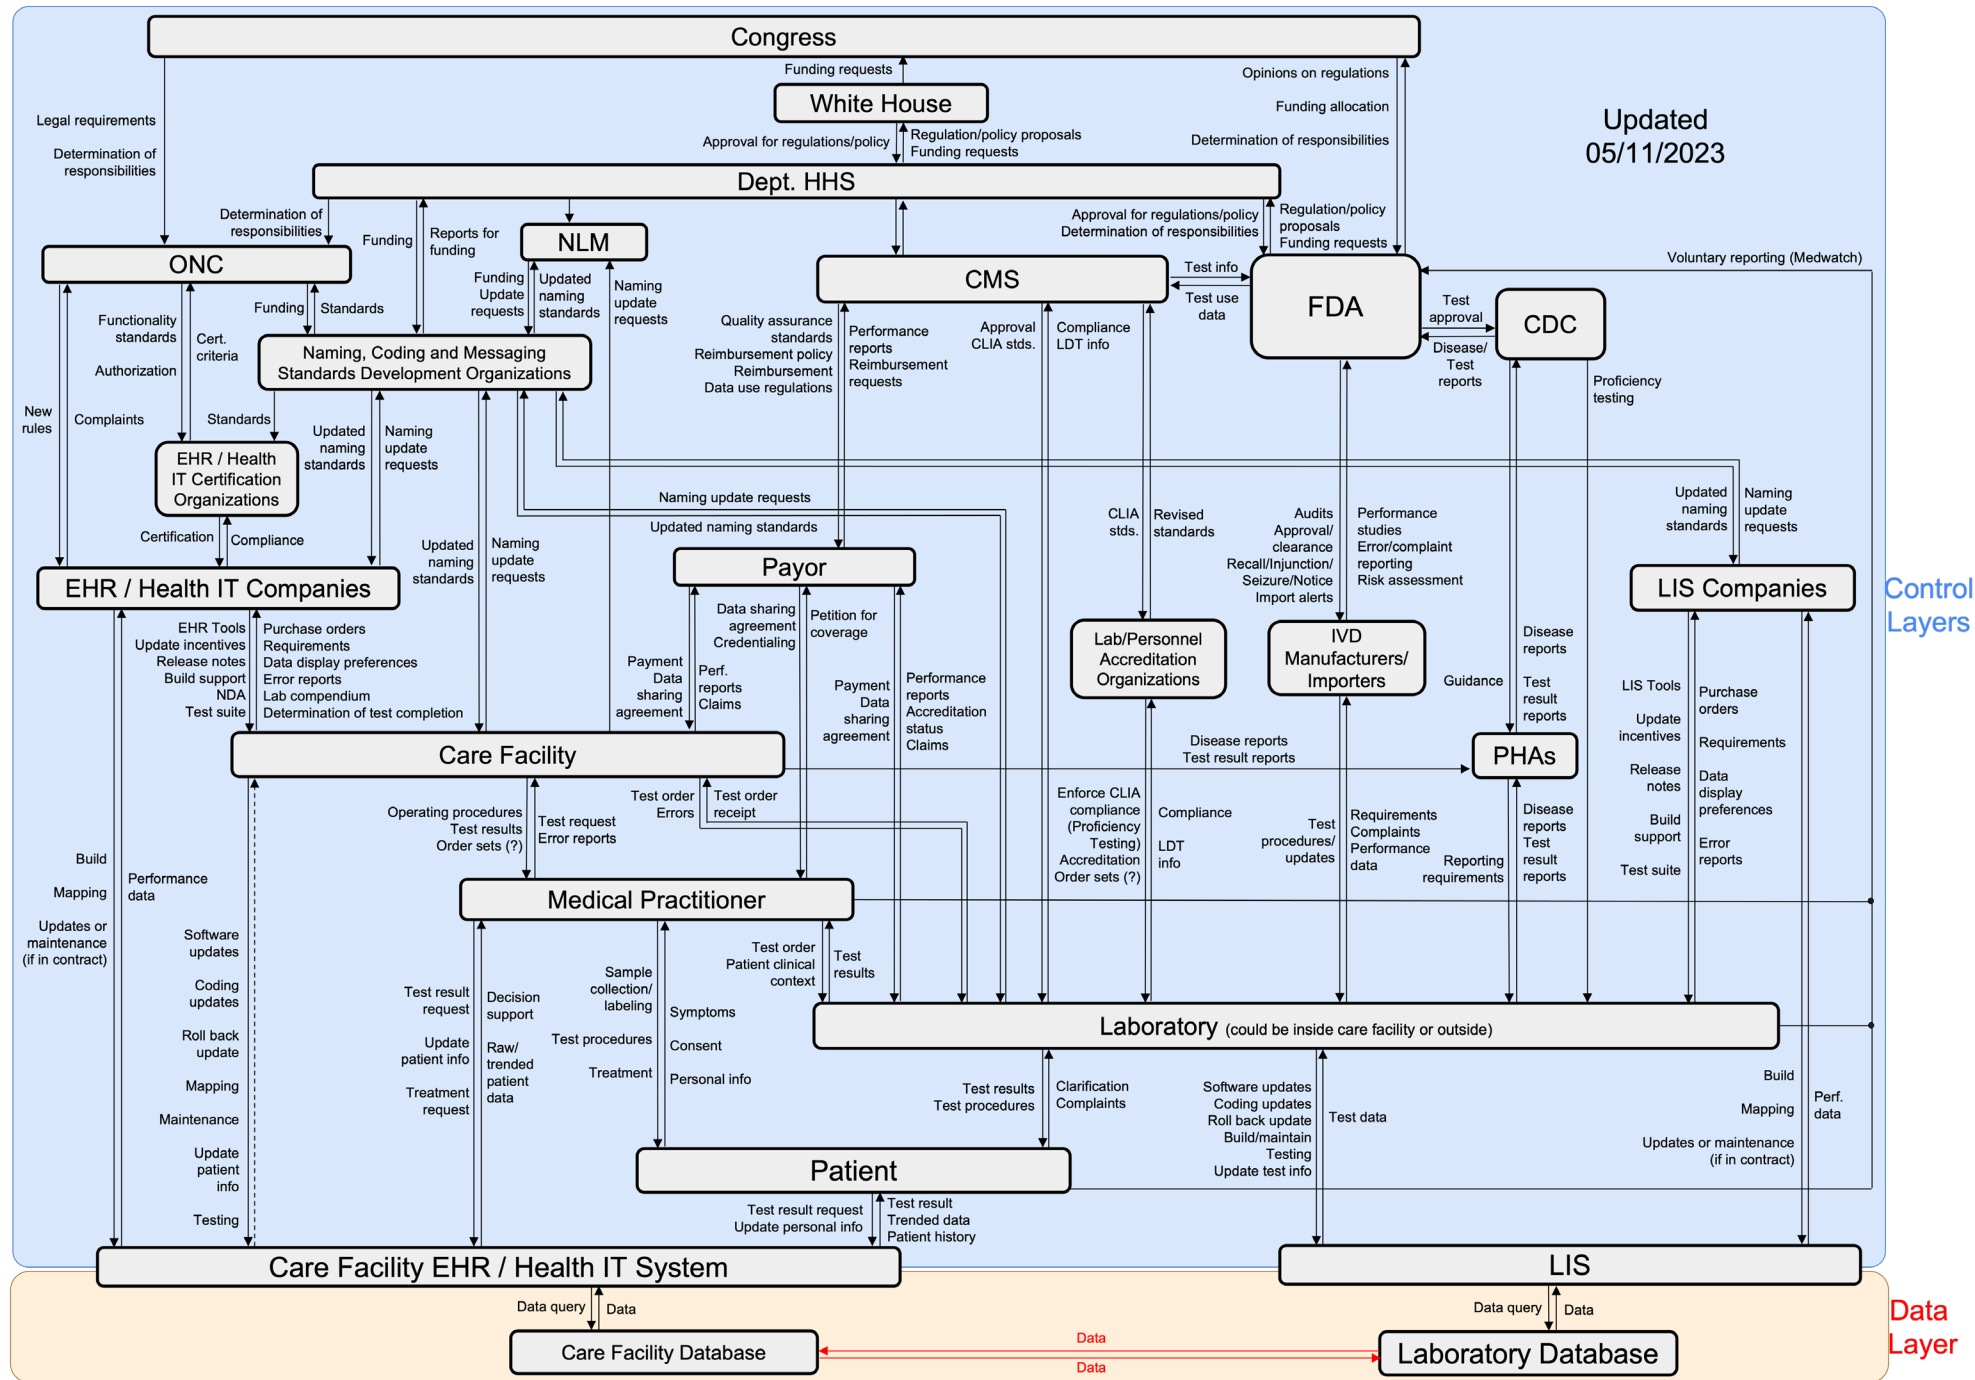 Congress
Funding requests
Opinions on regulations
White House
Funding allocation
Legal requirements
Updated
05/11/2023
Approval for regulations/policy
Regulation/policy proposals
Funding requests
Determination of responsibilities
Determination of
responsibilities
Dept. HHS
Determination of
responsibilities
Funding
Reports for
funding
NLM
Approval for regulations/policy
Determination of responsibilities
Regulation/policy
proposals
Funding requests
ONC
Voluntary reporting (Medwatch)
CMS
Test info
Test use
data
FDA
Test
approval
CDC
Disease/
Test
reports
Funding
Update
requests
Updated
naming
standards
Naming
update
requests
Funding
Standards
Functionality
standards
Authorization
Cert.
criteria
Quality assurance
standards
Reimbursement policy
Reimbursement
Data use regulations
Performance
reports
Reimbursement
requests
Approval
CLIA stds.
Compliance
LDT info
Naming, Coding and Messaging
Standards Development Organizations
Proficiency
testing
New
rules
Complaints
Standards
Updated
naming
standards
Naming
update
requests
EHR / Health
IT Certification
Organizations
Naming update requests
Updated naming standards
Certification
Compliance
Updated
naming
standards
Naming
update
requests
CLIA
stds.
Revised
standards
Audits
Approval/
clearance
Recall/Injunction/
Seizure/Notice
Import alerts
Performance
studies
Error/complaint
reporting
Risk assessment
Updated
naming
standards
Naming
update
requests
EHR / Health IT Companies
Payor
LIS Companies
Control
Layers
EHR Tools
Update incentives
Release notes
Build support
NDA
Test suite
Purchase orders
Requirements
Data display preferences
Error reports
Lab compendium
Determination of test completion
Data sharing
agreement
Credentialing
Petition for
coverage
Payment
Data
sharing
agreement
Perf.
reports
Claims
Payment
Data
sharing
agreement
Performance
reports
Accreditation
status
Claims
Lab/Personnel
Accreditation
Organizations
IVD
Manufacturers/
Importers
Guidance
Disease
reports
Test
result
reports
LIS Tools
Update
incentives
Release
notes
Build
support
Test suite
Purchase
orders
Requirements
Data
display
preferences
Error
reports
Care Facility
Disease reports
Test result reports
PHAs
Operating procedures
Test results
Order sets (?)
Test request
Error reports
Test order
Errors
Test order
receipt
Enforce CLIA
compliance
(Proficiency
Testing)
Accreditation
Order sets (?)
Compliance
LDT
info
Test
procedures/
updates
Requirements
Complaints
Performance
data
Reporting
requirements
Disease
reports
Test
result
reports
Build
Mapping
Updates or
maintenance
(if in contract)
Performance
data
Medical Practitioner
Software
updates
Coding
updates
Roll back
update
Mapping
Maintenance
Update
patient
info
Testing
Test result
request
Update
patient info
Treatment
request
Decision
support
Raw/
trended
patient
data
Sample
collection/
labeling
Test procedures
Treatment
Symptoms
Consent
Personal info
Test order
Patient clinical
context
Test
results
Laboratory (could be inside care facility or outside)
Test results
Test procedures
Clarification
Complaints
Software updates
Coding updates
Roll back update
Build/maintain
Testing
Update test info
Test data
Build
Mapping
Updates or maintenance
(if in contract)
Perf.
data
Patient
Test result request
Update personal info
Test result
Trended data
Patient history
Care Facility EHR / Health IT System
LIS
Data query
Data
Data query
Data
Data
Layer
Care Facility Database
Data
Data
Laboratory Database